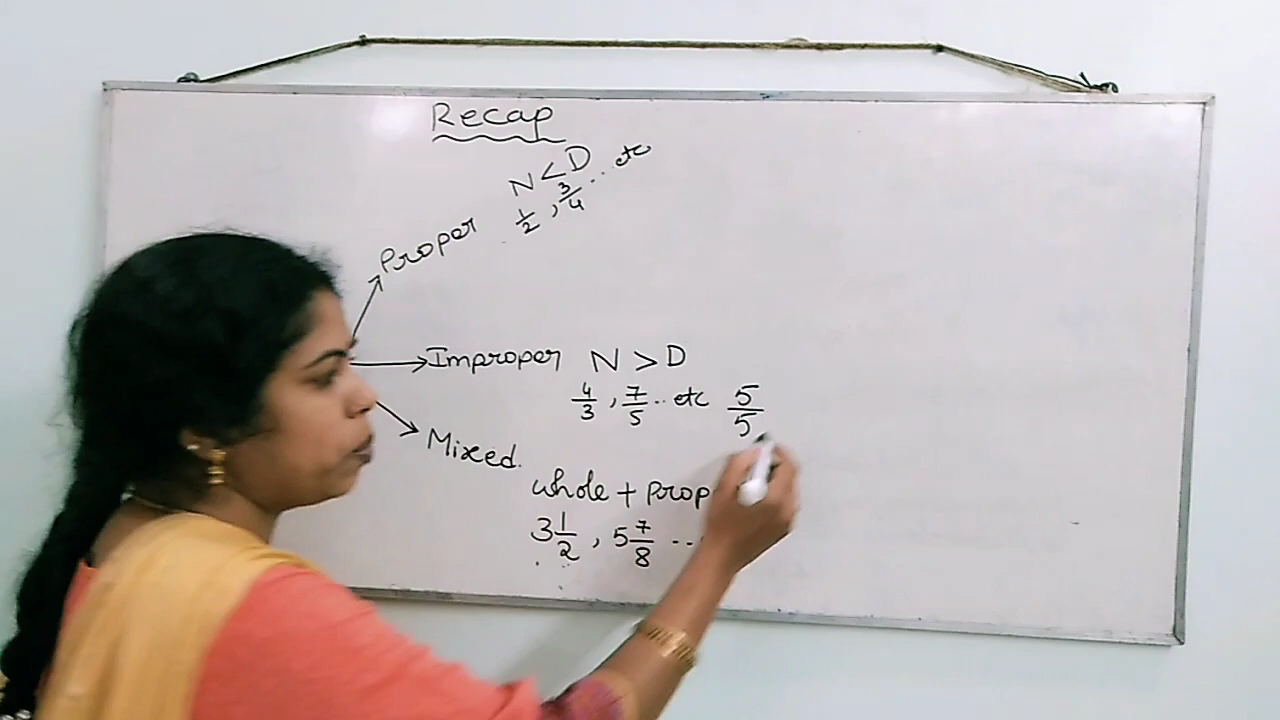 Recap
N < D
1/2, 3/4 ... etc
Proper
Improper N > D
4/3, 7/5 .. etc 5/5
Mixed.
whole + prop
3 1/2, 5 7/8 ...